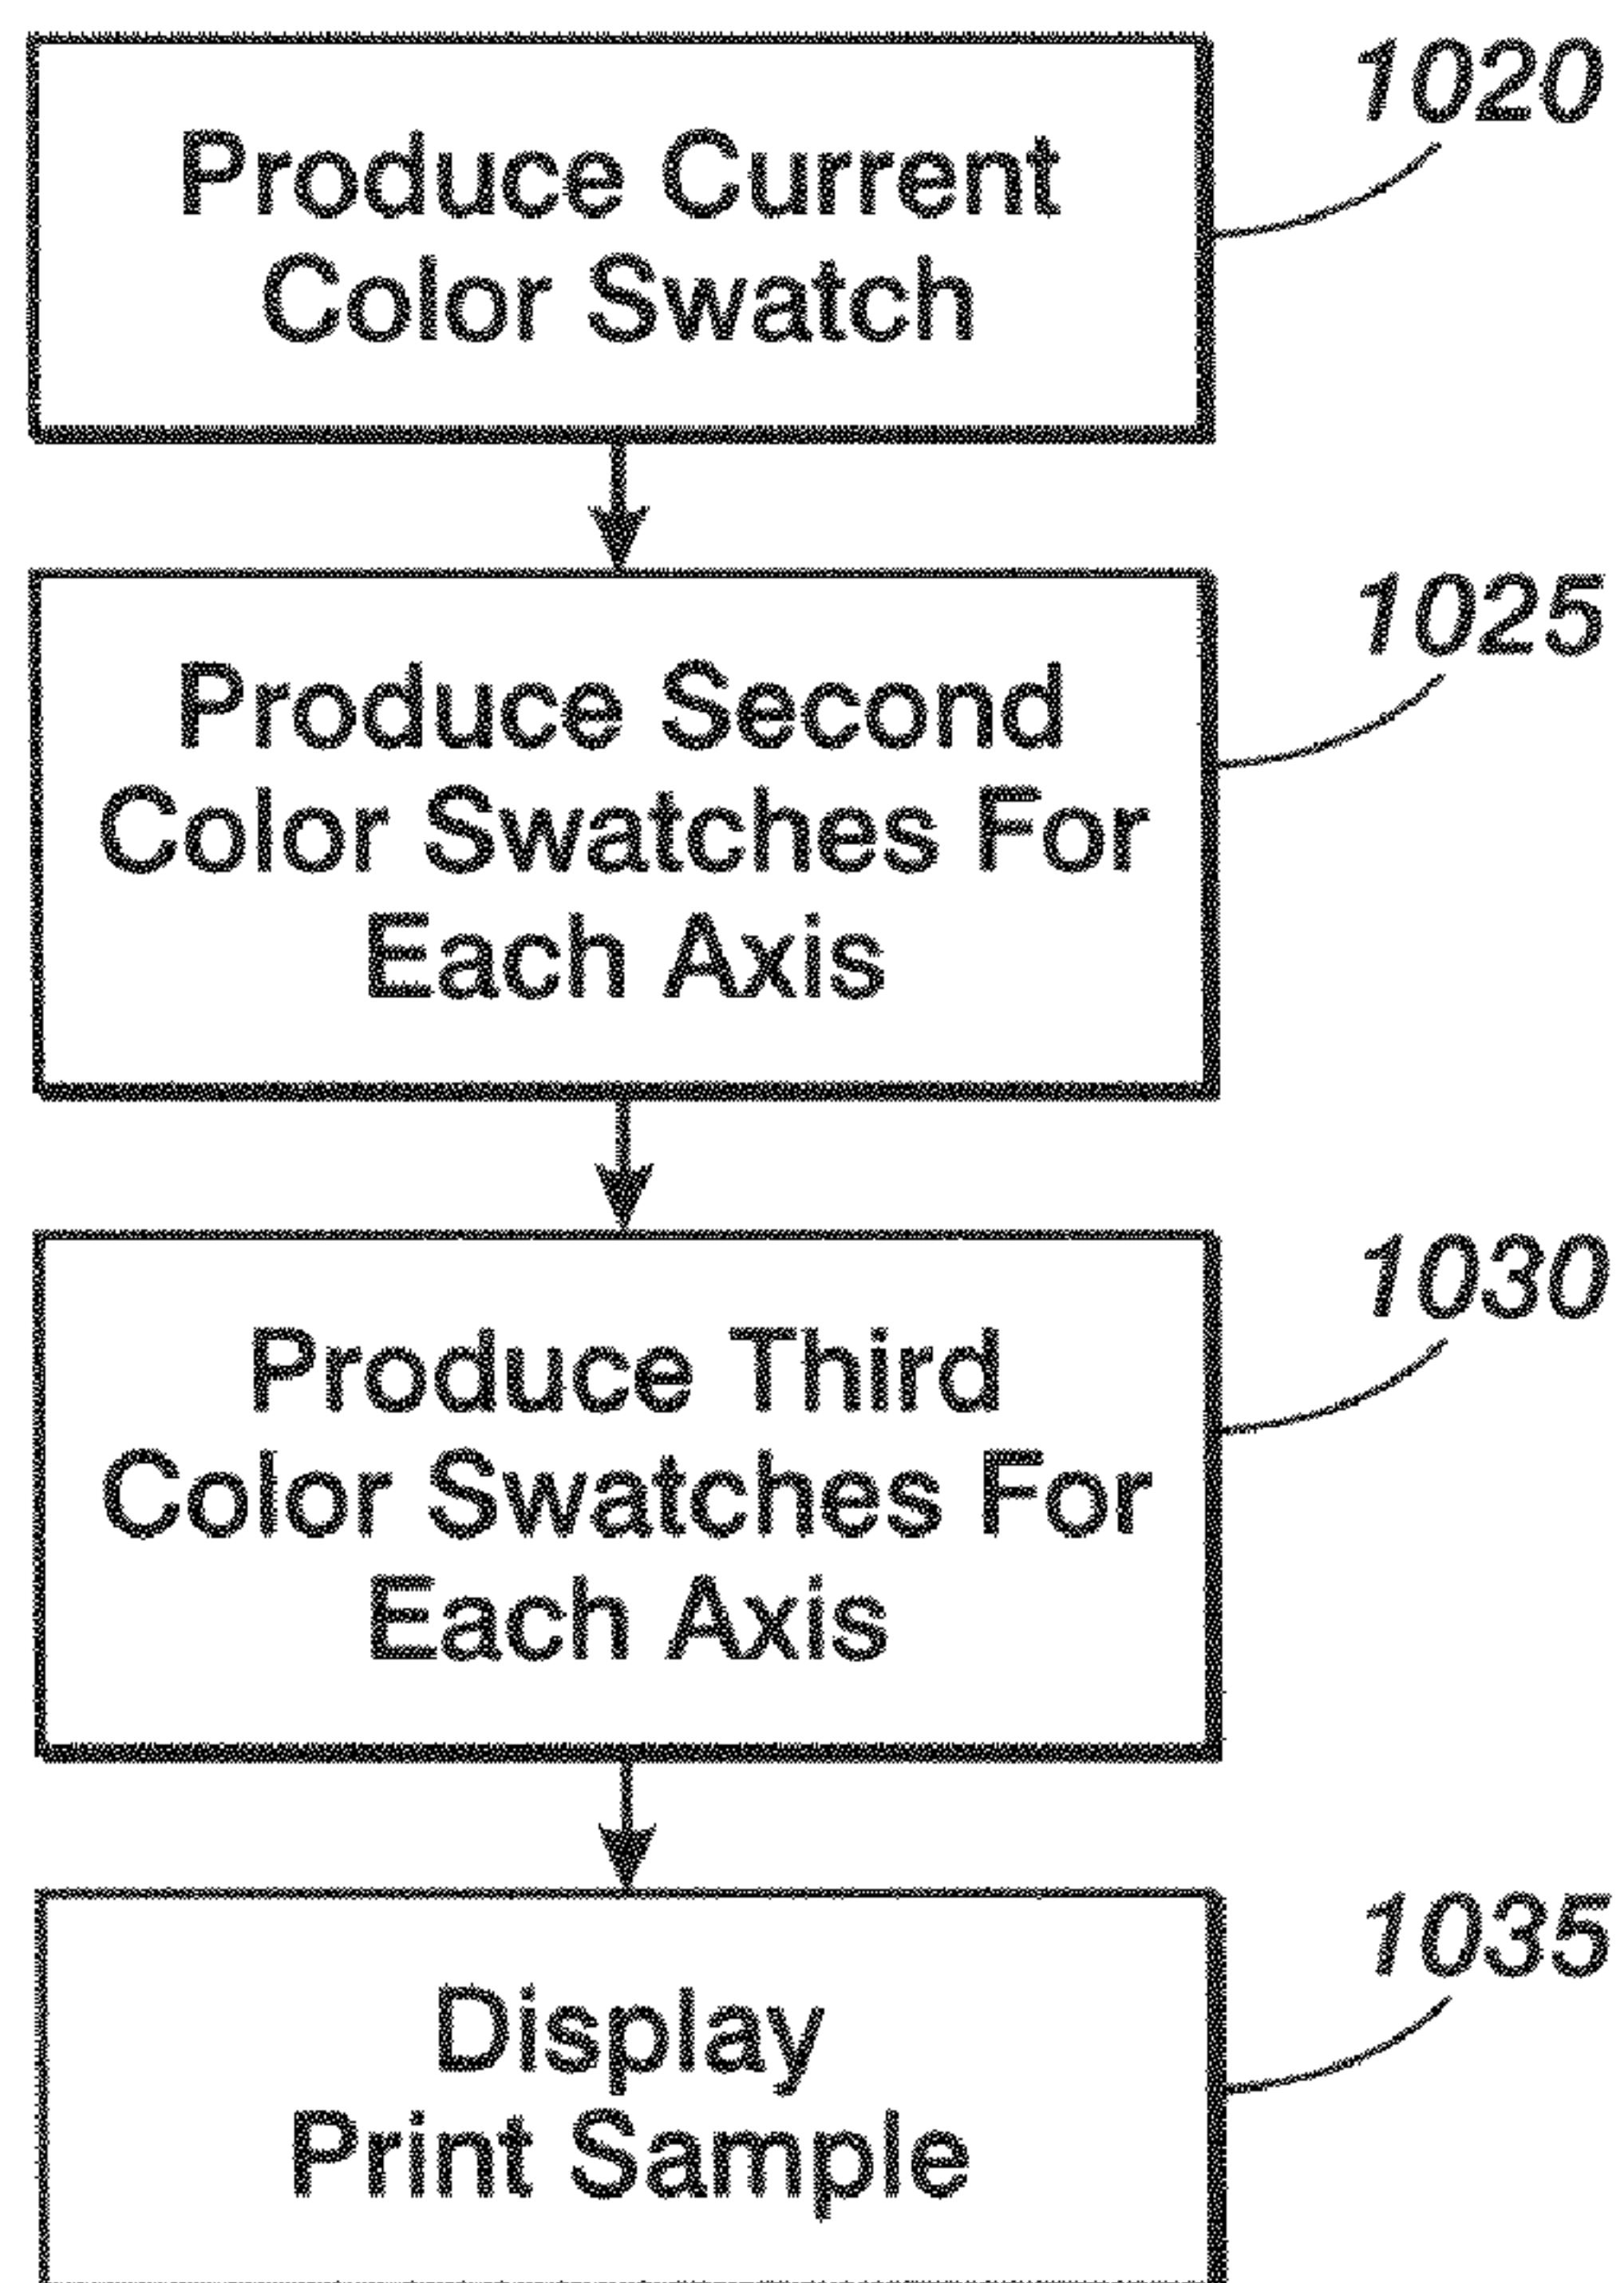 1020
Produce Current
Color Swatch
1025
Produce Second
Color Swatches For
Each Axis
1030
Produce Third
Color Swatches For
Each Axis
1035
Display
Print Sample